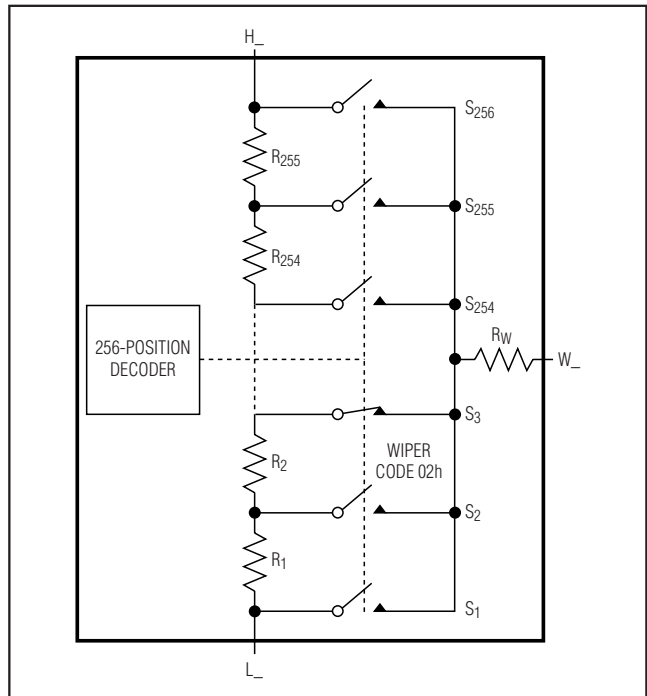 H_
S256
R255
S255
R254
S254
256-POSITION
DECODER
RW
W_
S3
R2
WIPER
CODE 02h
S2
R1
S1
L_